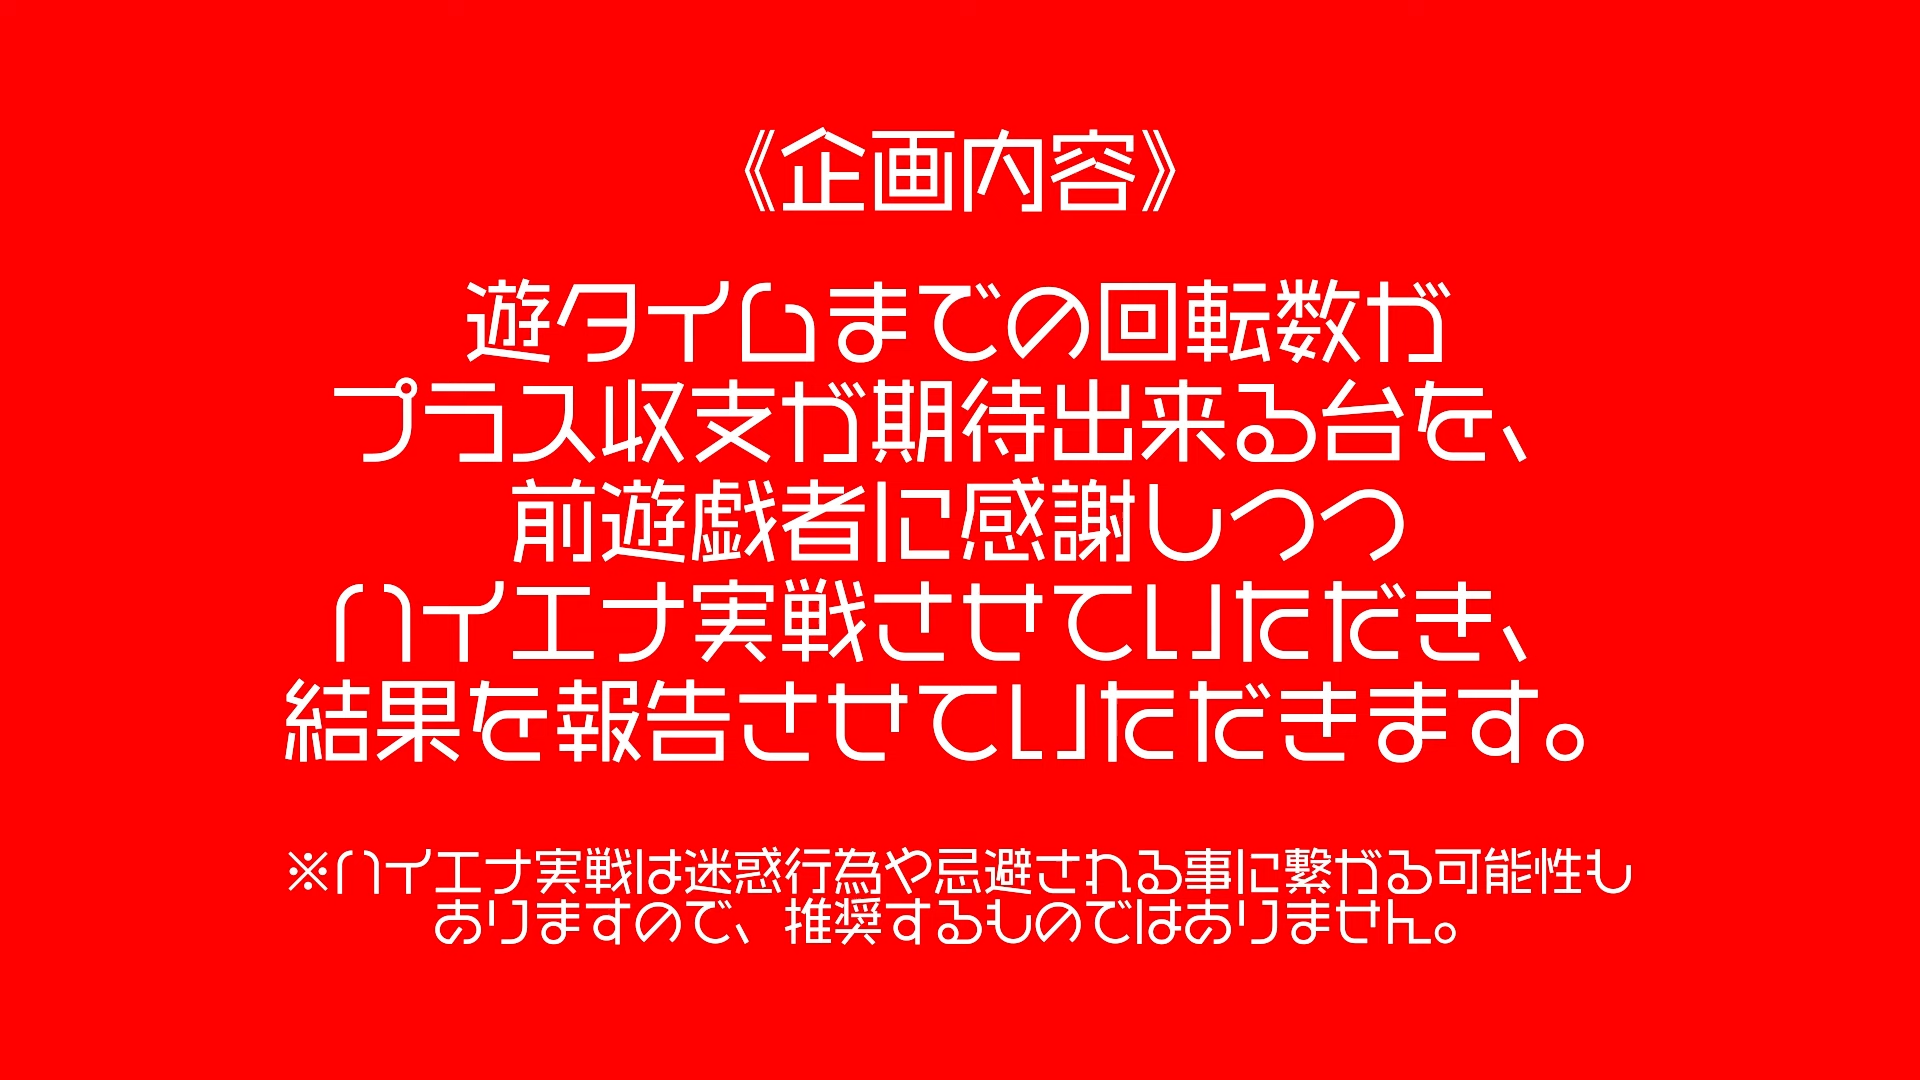 《企画内容》
遊タイムまでの回転数が
プラス収支が期待出来る台を、
前遊戯者に感謝しつつ
ハイエナ実戦させていただき、
結果を報告させていただきます。
※ハイエナ実戦は迷惑行為や忌避される事に繋がる可能性も
ありますので、推奨するものではありません。